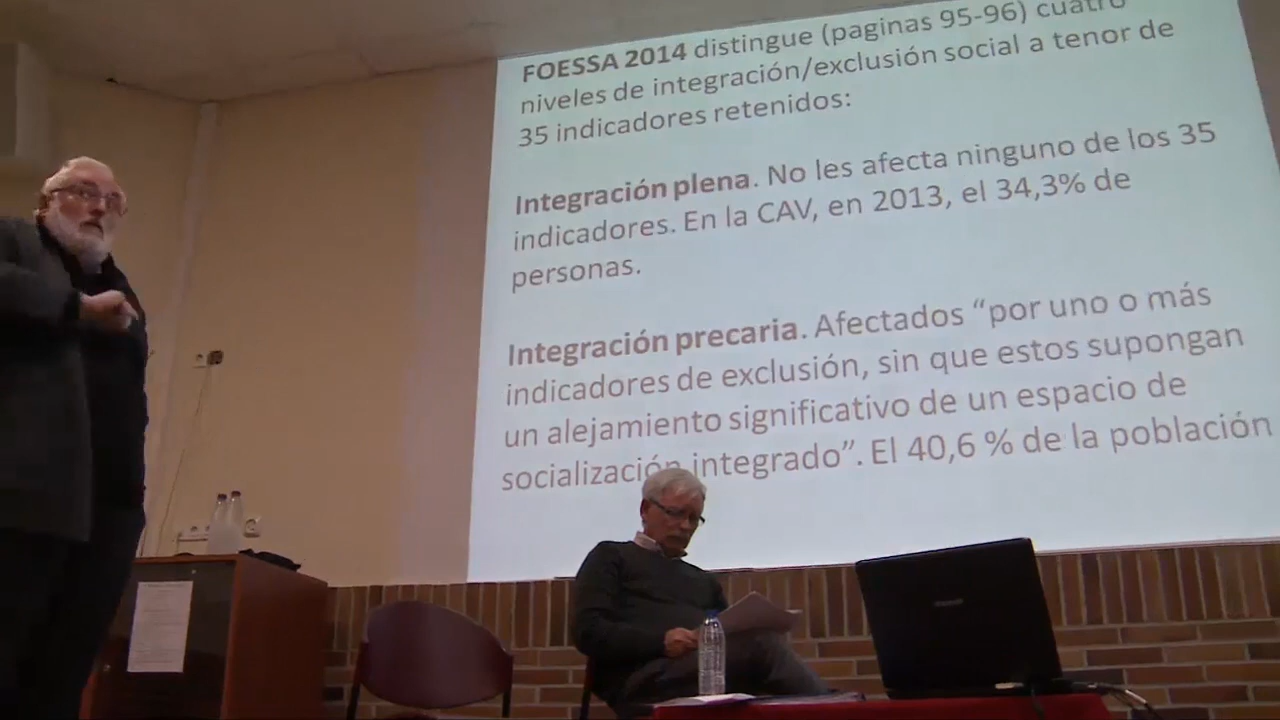 FOESSA 2014 distingue (paginas 95-96) cuatro
niveles de integración/exclusión social a tenor de
35 indicadores retenidos:
Integración plena. No les afecta ninguno de los 35
indicadores. En la CAV, en 2013, el 34,3% de
personas.
Integración precaria. Afectados “por uno o más
indicadores de exclusión, sin que estos supongan
un alejamiento significativo de un espacio de
socialización integrado”. El 40,6 % de la población